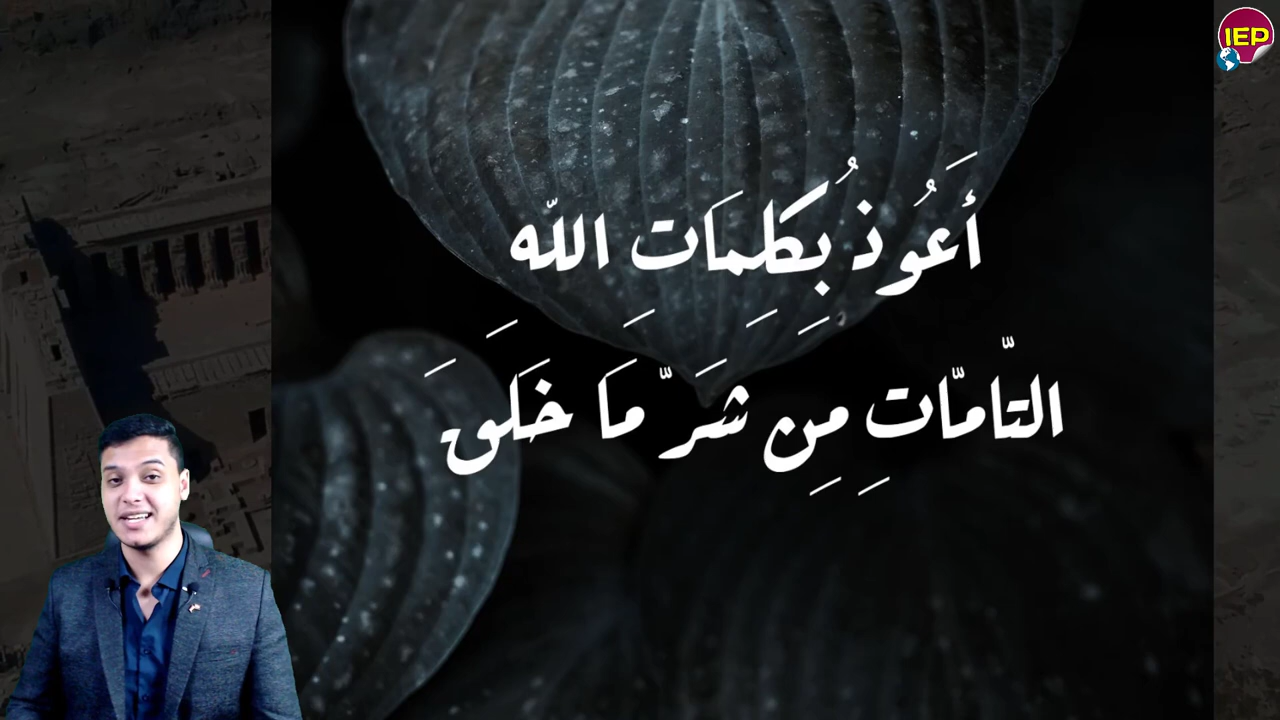 أَعُوذُ بِكَلِمَاتِ اللّه
التّامّاتِ مِن شَرّ مَا خَلَقَ
IEP